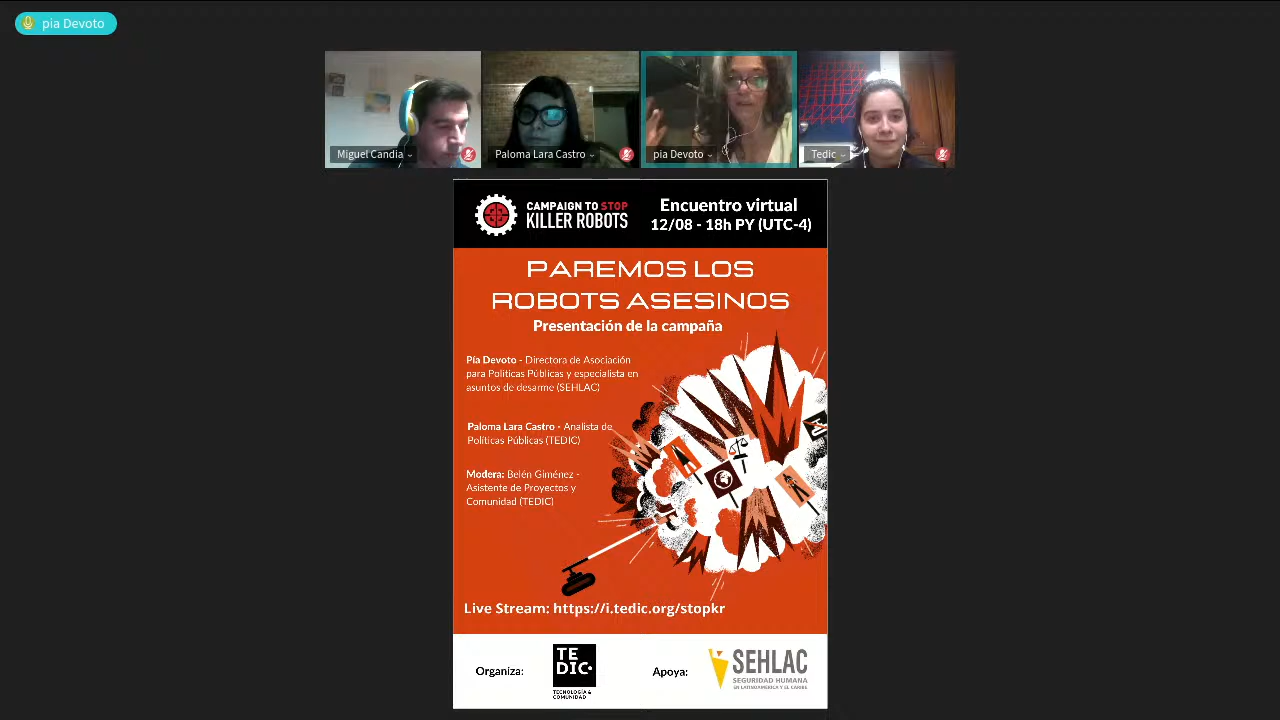 pia Devoto
Miguel Candia
Paloma Lara Castro
pia Devoto
Tedic
CAMPAIGN TO STOP
KILLER ROBOTS
Encuentro virtual
12/08 - 18h PY (UTC-4)
PAREMOS LOS
ROBOTS ASESINOS
Presentación de la campaña
Pía Devoto - Directora de Asociación
para Políticas Públicas y especialista en
asuntos de desarme (SEHLAC)
Paloma Lara Castro - Analista de
Políticas Públicas (TEDIC)
Modera: Belén Giménez -
Asistente de Proyectos y
Comunidad (TEDIC)
Live Stream: https://i.tedic.org/stopkr
Organiza:
TE
DIC
TECNOLOGÍA &
COMUNIDAD
Apoya:
SEHLAC
SEGURIDAD HUMANA
EN LATINOAMÉRICA Y EL CARIBE